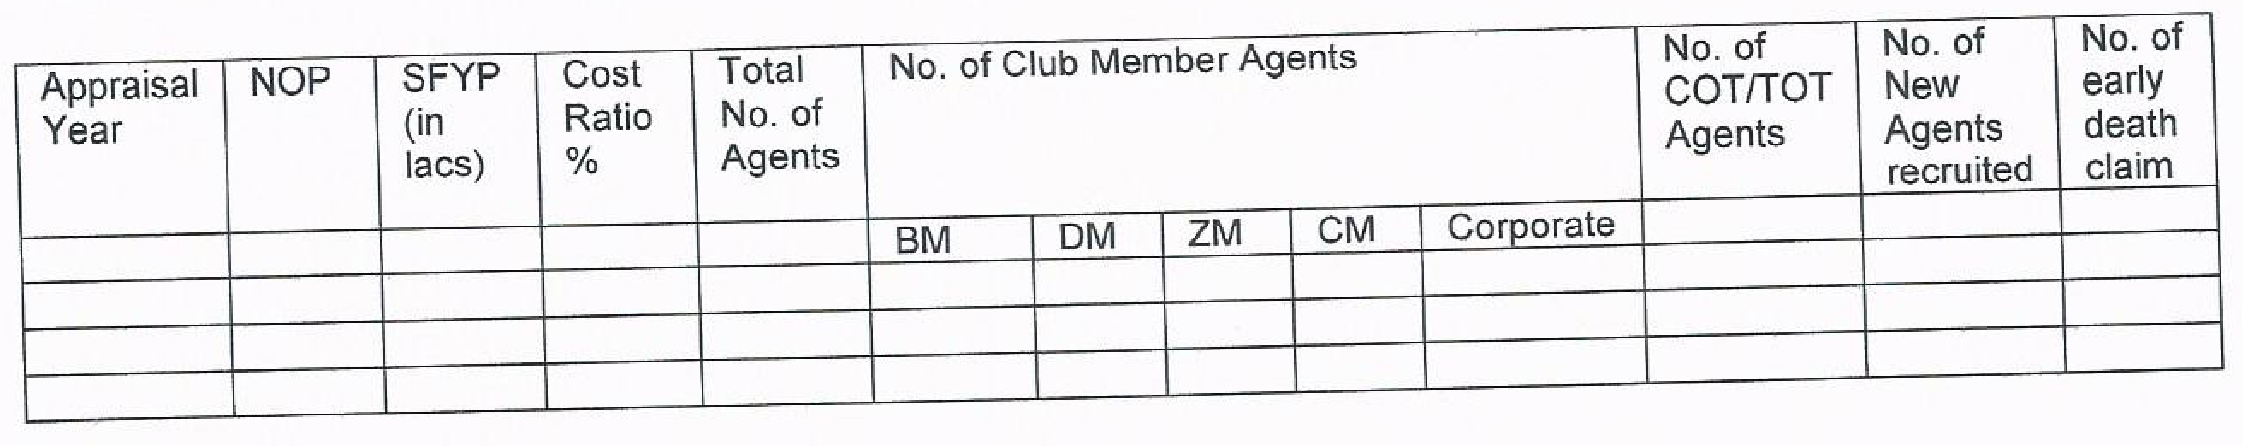 Appraisal
Year
NOP
SFYP
(in
lacs)
Cost
Ratio
%
Total
No. of
Agents
No. of Club Member Agents
No. of
COT/TOT
Agents
No. of
New
Agents
recruited
No. of
early
death
claim
BM
DM
ZM
CM
Corporate